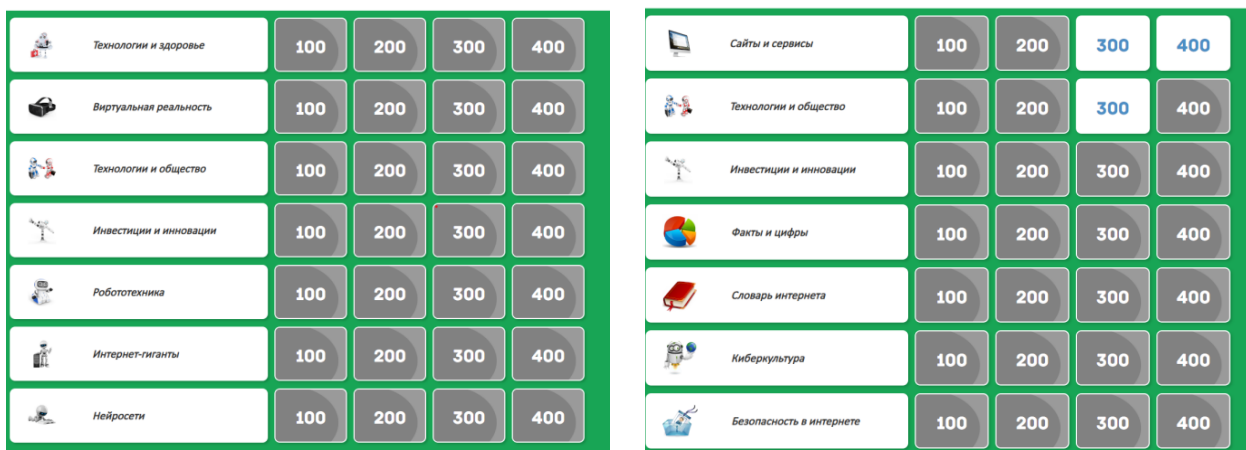 Технологии и здоровье 100 200 300 400
Виртуальная реальность 100 200 300 400
Технологии и общество 100 200 300 400
Инвестиции и инновации 100 200 300 400
Робототехника 100 200 300 400
Интернет-гиганты 100 200 300 400
Нейросети 100 200 300 400
Сайты и сервисы 100 200 300 400
Технологии и общество 100 200 300 400
Инвестиции и инновации 100 200 300 400
Факты и цифры 100 200 300 400
Словарь интернета 100 200 300 400
Киберкультура 100 200 300 400
Безопасность в интернете 100 200 300 400